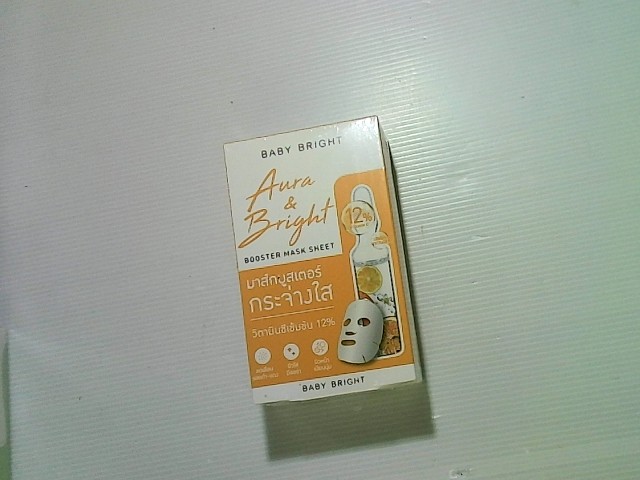 BABY BRIGHT
Aura
&
Bright
BOOSTER MASK SHEET
มาส์กบูสเตอร์
กระจ่างใส
วิตามินซีเข้มข้น 12%
12%
BABY BRIGHT